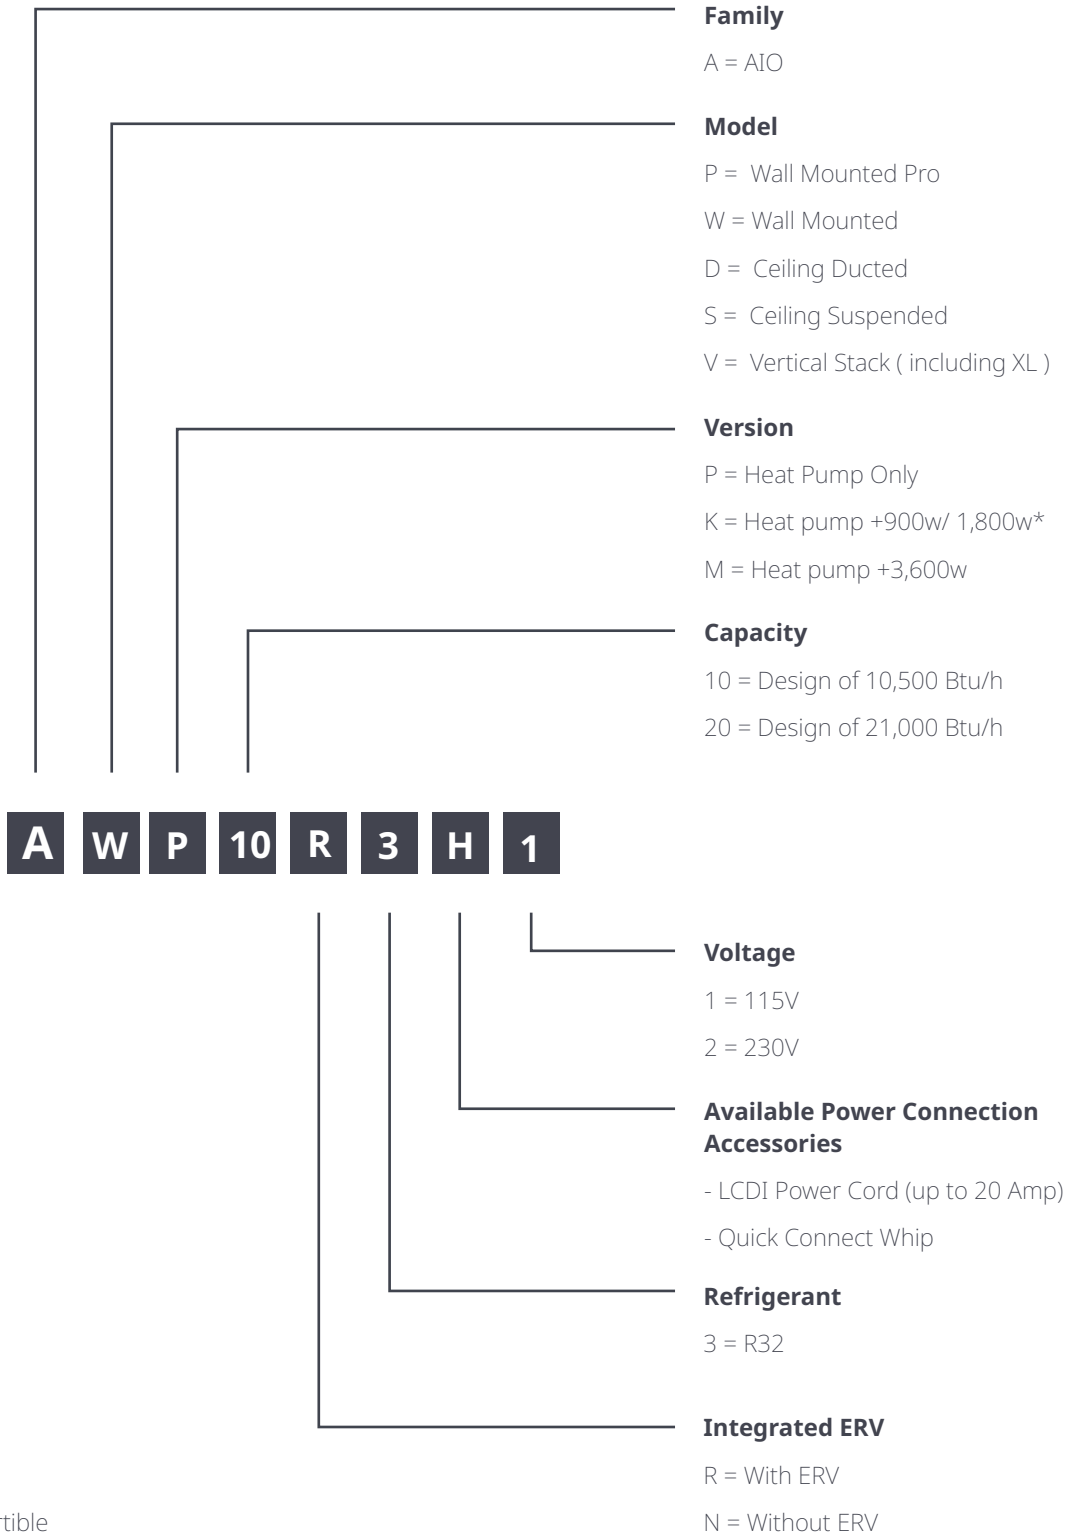 Family
A = AIO
Model
P = Wall Mounted Pro
W = Wall Mounted
D = Ceiling Ducted
S = Ceiling Suspended
V = Vertical Stack ( including XL )
Version
P = Heat Pump Only
K = Heat pump +900w/ 1,800w*
M = Heat pump +3,600w
Capacity
10 = Design of 10,500 Btu/h
20 = Design of 21,000 Btu/h
A W P 10 R 3 H 1
Voltage
1 = 115V
2 = 230V
Available Power Connection
Accessories
- LCDI Power Cord (up to 20 Amp)
- Quick Connect Whip
Refrigerant
3 = R32
Integrated ERV
R = With ERV
N = Without ERV